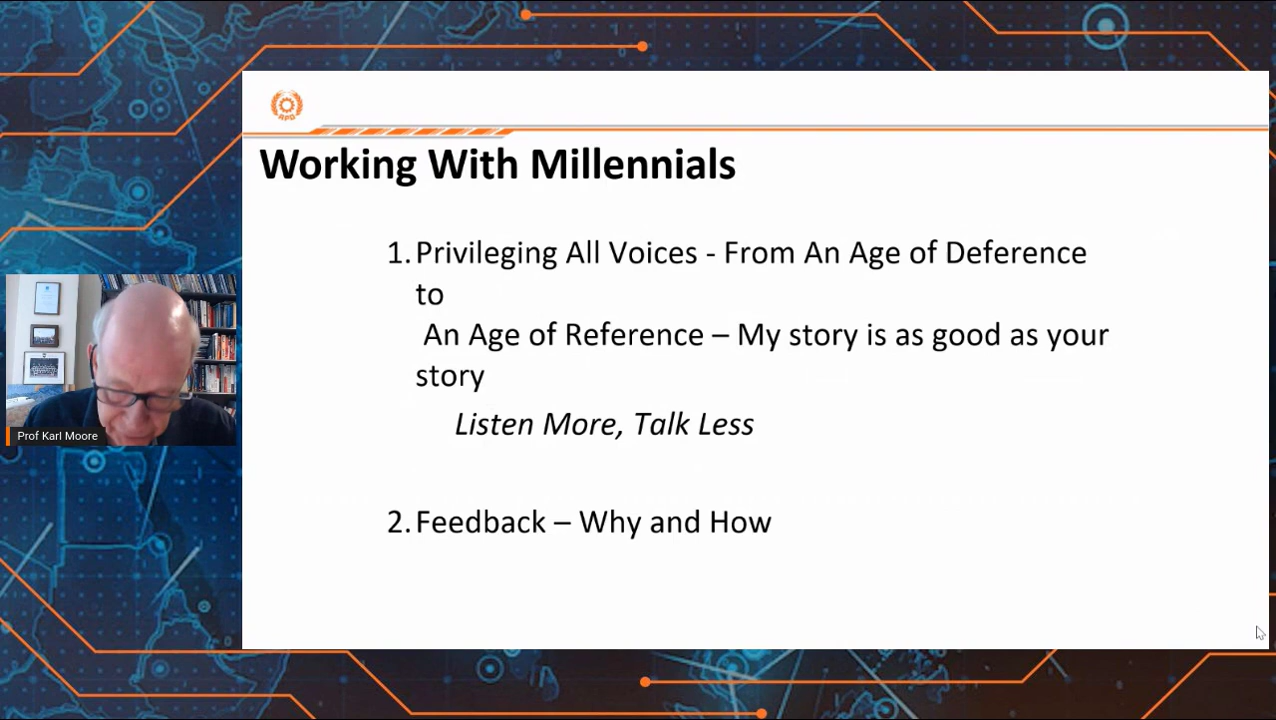 APO
Working With Millennials
1. Privileging All Voices - From An Age of Deference
to
An Age of Reference – My story is as good as your
story
Listen More, Talk Less
2. Feedback – Why and How
Prof Karl Moore